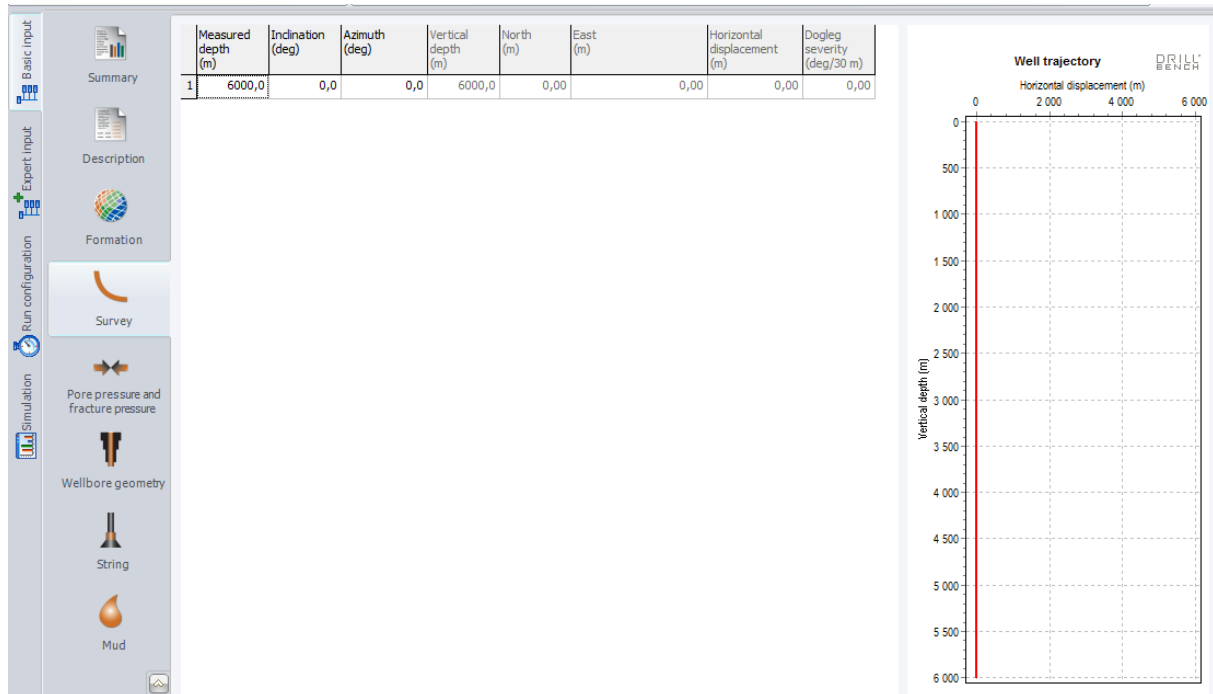 Basic input
Expert input
Run configuration
Simulation
Summary
Description
Formation
Survey
Pore pressure and
fracture pressure
Wellbore geometry
String
Mud
Measured
depth
(m)
Inclination
(deg)
Azimuth
(deg)
Vertical
depth
(m)
North
(m)
East
(m)
Horizontal
displacement
(m)
Dogleg
severity
(deg/30 m)
1 6000,0 0,0 0,0 6000,0 0,00 0,00 0,00 0,00
Well trajectory
DRILL
BENCH
Horizontal displacement (m)
0 2 000 4 000 6 000
Vertical depth (m)
0
500
1 000
1 500
2 000
2 500
3 000
3 500
4 000
4 500
5 000
5 500
6 000